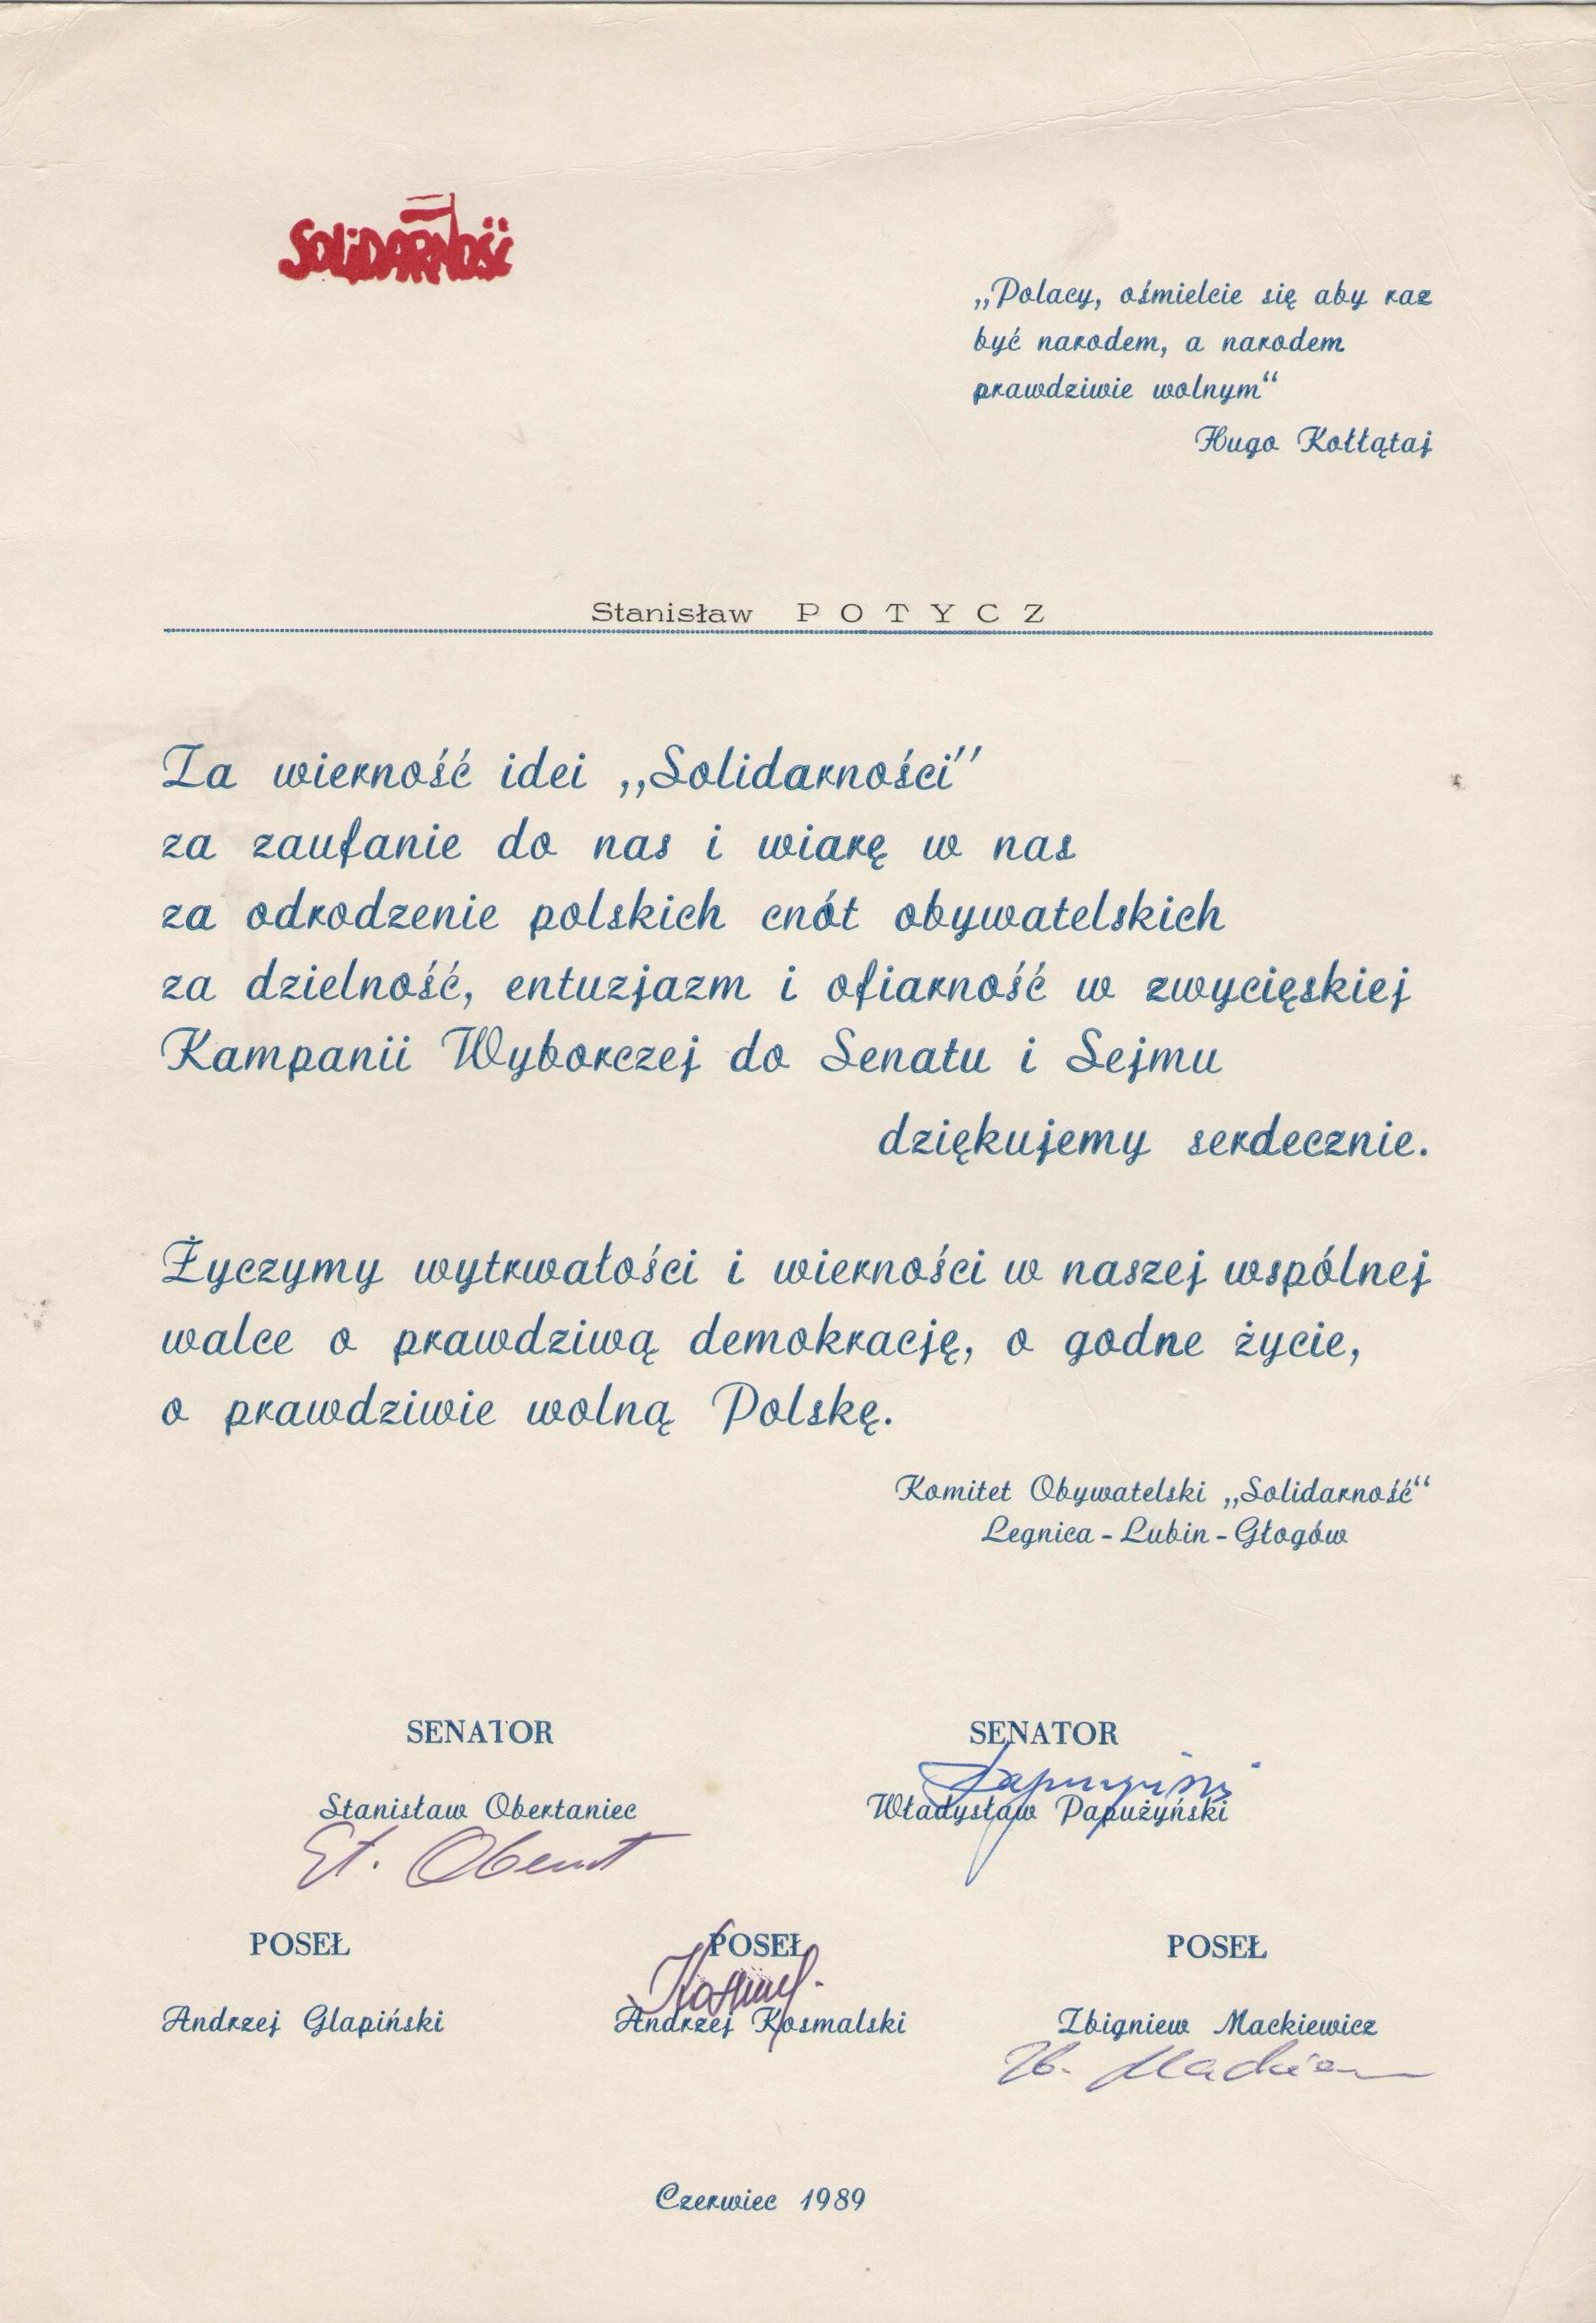 SOLIDARNOŚĆ
„Polacy, ośmielcie się aby raz
być narodem, a narodem
prawdziwie wolnym“
Hugo Kołłątaj
Stanisław P O T Y C Z
Za wierność idei „Solidarności”
za zaufanie do nas i wiarę w nas
za odrodzenie polskich cnót obywatelskich
za dzielność, entuzjazm i ofiarność w zwycięskiej
Kampanii Wyborczej do Senatu i Sejmu
dziękujemy serdecznie.
Życzymy wytrwałości i wierności w naszej wspólnej
walce o prawdziwą demokrację, o godne życie,
o prawdziwie wolną Polskę.
Komitet Obywatelski „Solidarność“
Legnica - Lubin - Głogów
SENATOR SENATOR
Stanisław Obertaniec Władysław Papużyński
St. Obert
POSEŁ POSEŁ POSEŁ
Andrzej Glapiński Andrzej Kosmalski Zbigniew Mackiewicz
Zb.
Czerwiec 1989